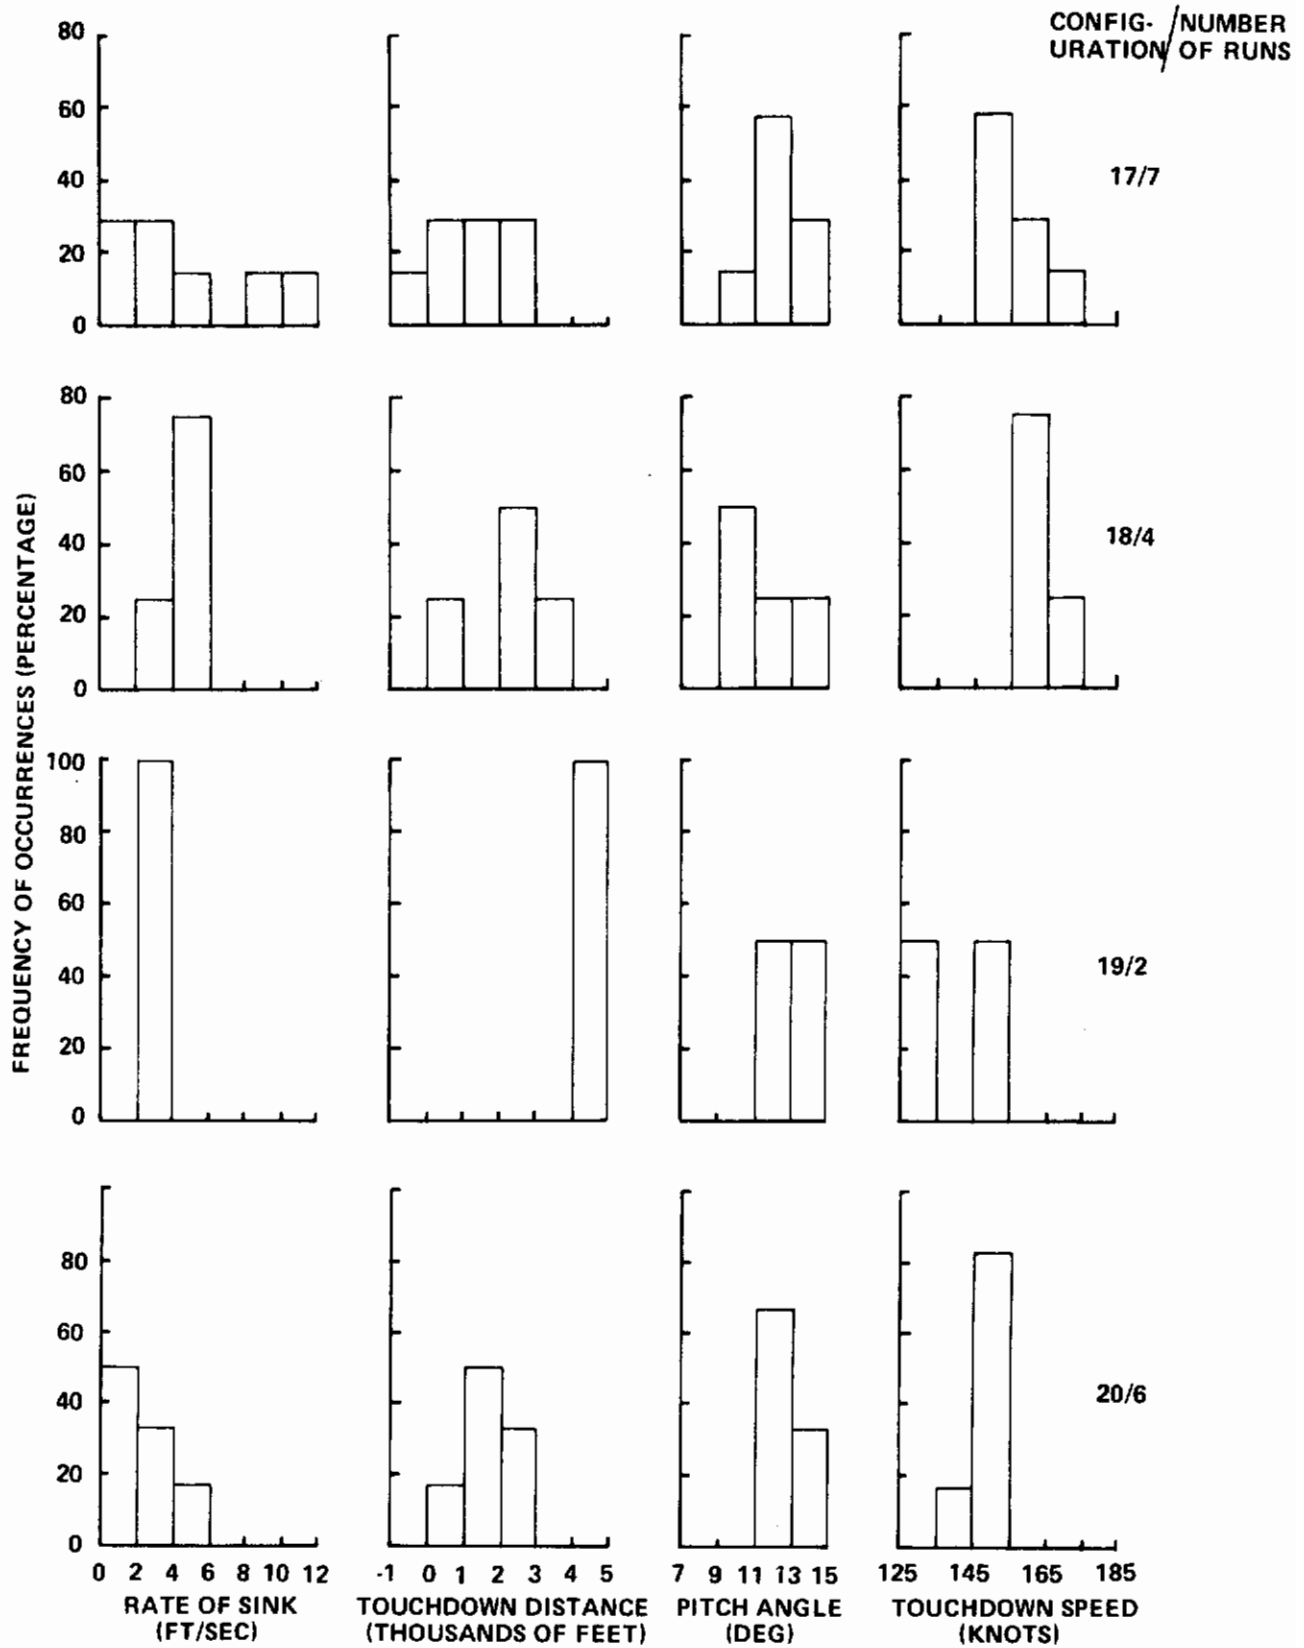 CONFIG-/NUMBER
URATION/OF RUNS
FREQUENCY OF OCCURRENCES (PERCENTAGE)
80
60
40
20
0
17/7
80
60
40
20
0
18/4
100
80
60
40
20
0
19/2
80
60
40
20
0
20/6
0 2 4 6 8 10 12
-1 0 1 2 3 4 5
7 9 11 13 15
125 145 165 185
RATE OF SINK
(FT/SEC)
TOUCHDOWN DISTANCE
(THOUSANDS OF FEET)
PITCH ANGLE
(DEG)
TOUCHDOWN SPEED
(KNOTS)